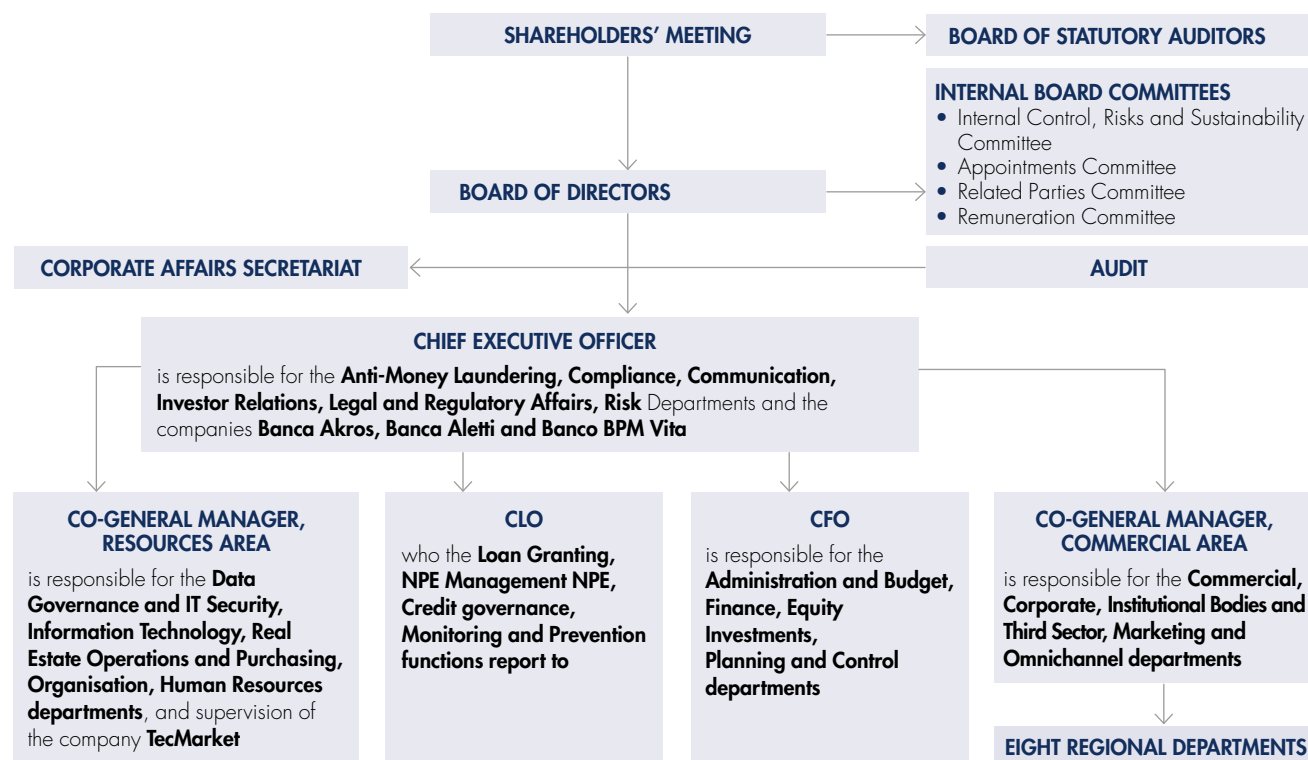 SHAREHOLDERS' MEETING
BOARD OF STATUTORY AUDITORS
INTERNAL BOARD COMMITTEES
• Internal Control, Risks and Sustainability
Committee
• Appointments Committee
• Related Parties Committee
• Remuneration Committee
BOARD OF DIRECTORS
CORPORATE AFFAIRS SECRETARIAT
AUDIT
CHIEF EXECUTIVE OFFICER
is responsible for the Anti-Money Laundering, Compliance, Communication,
Investor Relations, Legal and Regulatory Affairs, Risk Departments and the
companies Banca Akros, Banca Aletti and Banco BPM Vita
CO-GENERAL MANAGER,
RESOURCES AREA
is responsible for the Data
Governance and IT Security,
Information Technology, Real
Estate Operations and Purchasing,
Organisation, Human Resources
departments, and supervision of
the company TecMarket
CLO
who the Loan Granting,
NPE Management NPE,
Credit governance,
Monitoring and Prevention
functions report to
CFO
is responsible for the
Administration and Budget,
Finance, Equity
Investments,
Planning and Control
departments
CO-GENERAL MANAGER,
COMMERCIAL AREA
is responsible for the Commercial,
Corporate, Institutional Bodies and
Third Sector, Marketing and
Omnichannel departments
EIGHT REGIONAL DEPARTMENTS